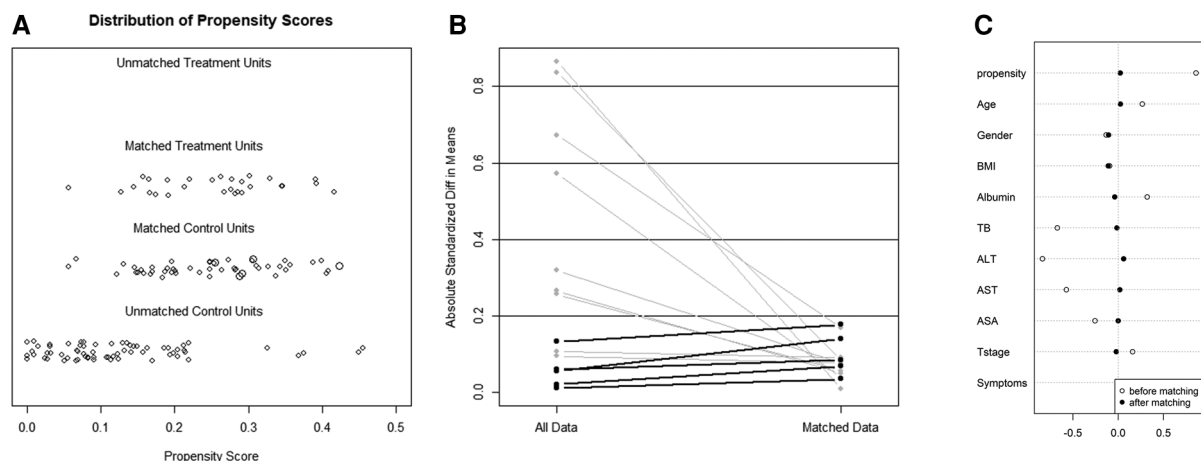 A
Distribution of Propensity Scores
Unmatched Treatment Units
Matched Treatment Units
Matched Control Units
Unmatched Control Units
0.0 0.1 0.2 0.3 0.4 0.5
Propensity Score
B
Absolute Standardized Diff in Means
0.8
0.6
0.4
0.2
0.0
All Data Matched Data
C
propensity
Age
Gender
BMI
Albumin
TB
ALT
AST
ASA
Tstage
Symptoms
before matching
after matching
-0.5 0.0 0.5